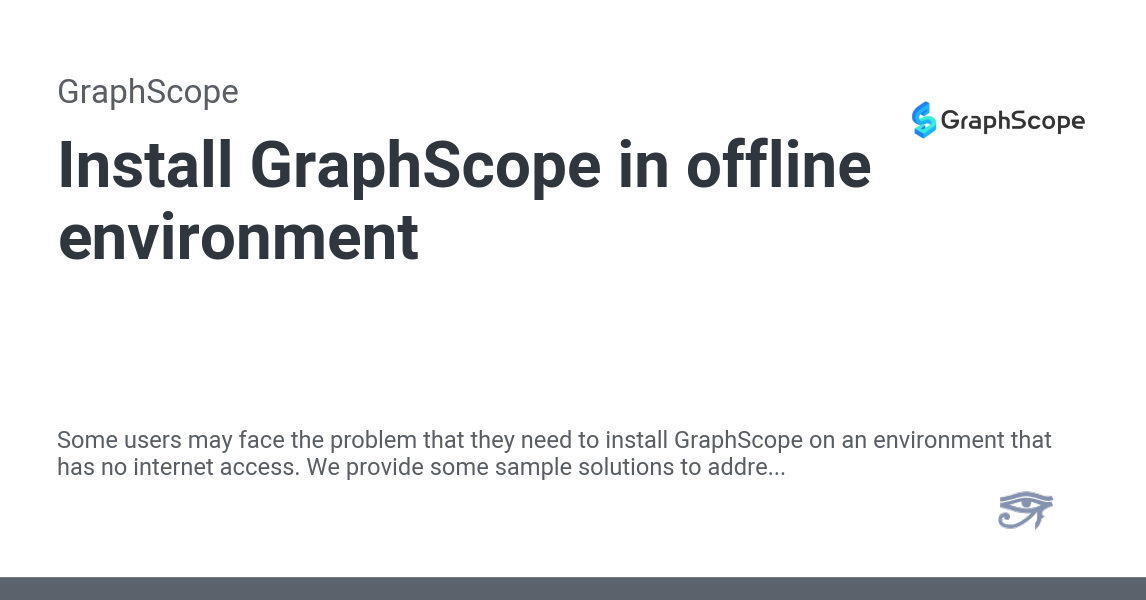 GraphScope
GraphScope
Install GraphScope in offline
environment
Some users may face the problem that they need to install GraphScope on an environment that
has no internet access. We provide some sample solutions to addre...